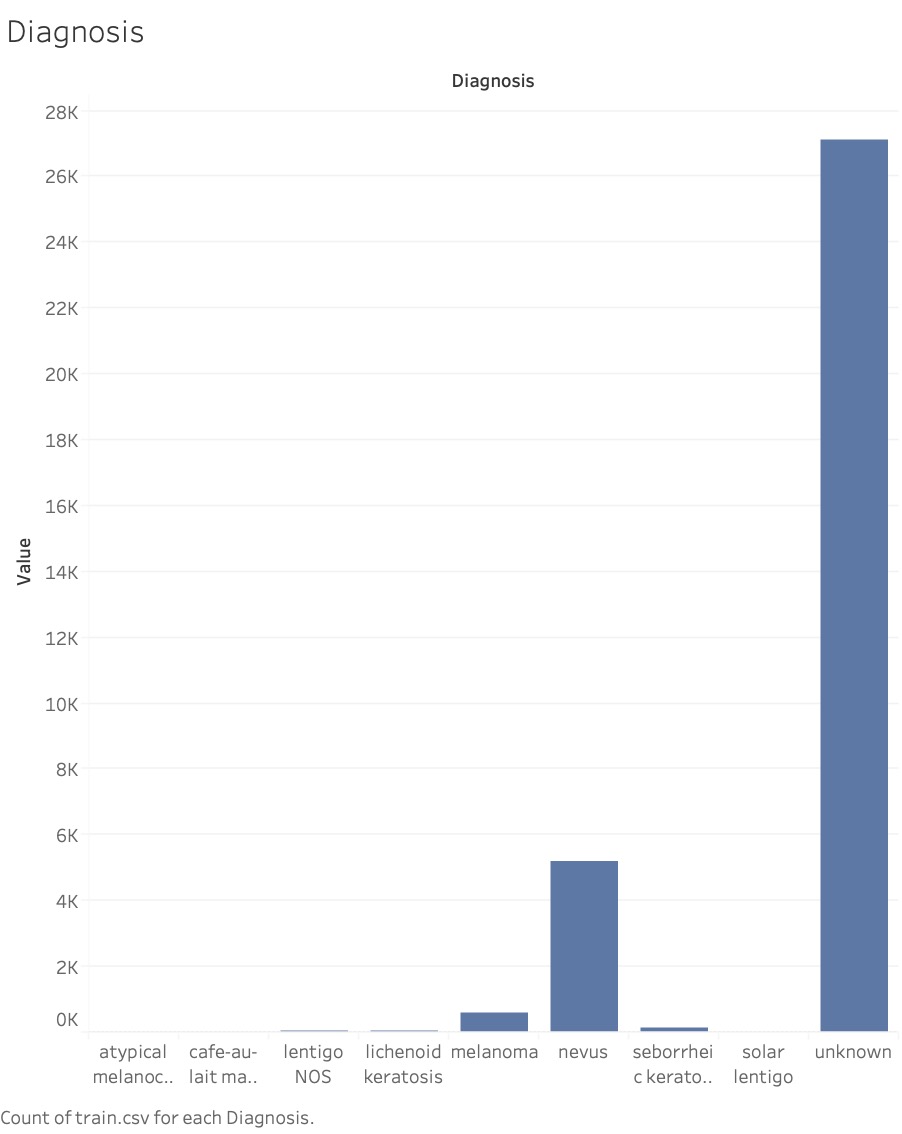 Diagnosis
Diagnosis
28K
26K
24K
22K
20K
18K
16K
Value
14K
12K
10K
8K
6K
4K
2K
0K
atypical
melanoc..
cafe-au-
lait ma..
lentigo
NOS
lichenoid
keratosis
melanoma
nevus
seborrhei
c kerato..
solar
lentigo
unknown
Count of train.csv for each Diagnosis.